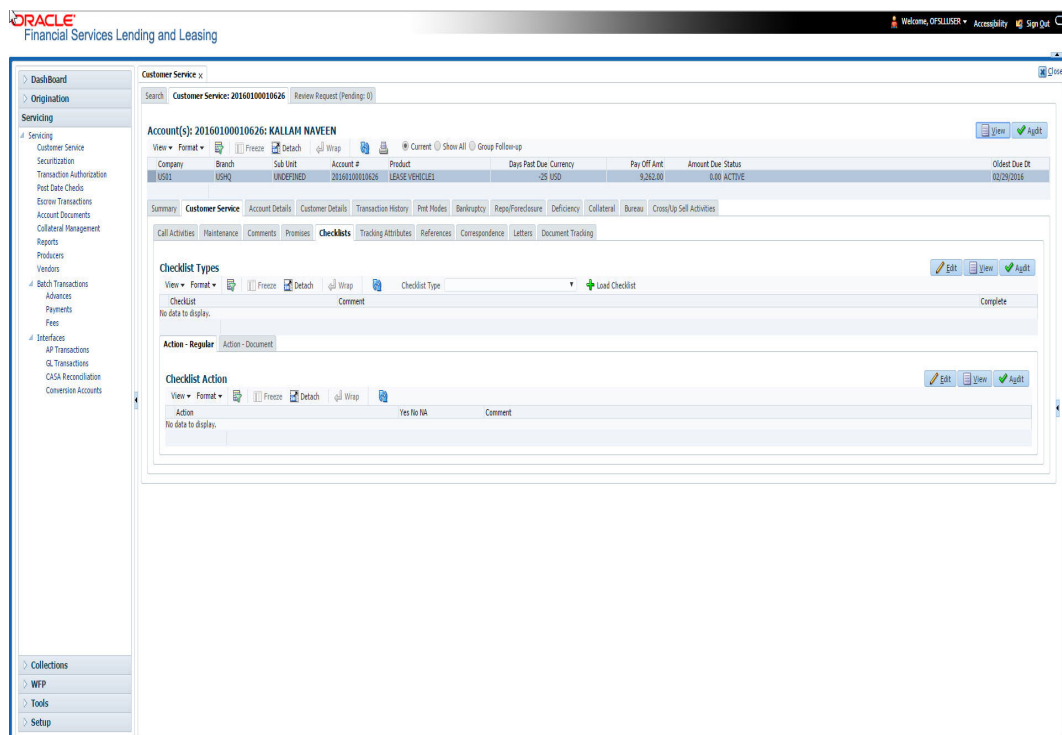 ORACLE'
Financial Services Lending and Leasing
Welcome, OFSLLUSER Accessibility Sign Out
Close
DashBoard
Origination
Servicing
Servicing
Customer Service
Securitization
Transaction Authorization
Post Date Checks
Escrow Transactions
Account Documents
Collateral Management
Reports
Producers
Vendors
Batch Transactions
Advances
Payments
Fees
Interfaces
AP Transactions
GL Transactions
CASA Reconciliation
Conversion Accounts
Collections
WFP
Tools
Setup
Customer Service x
Search Customer Service: 20160100010626 Review Request (Pending: 0)
Account(s): 20160100010626: KALLAM NAVEEN
View Audit
View Format Freeze Detach Wrap Current Show All Group Follow-up
Company Branch Sub Unit Account # Product Days Past Due Currency Pay Off Amt Amount Due Status Oldest Due Dt
US01 USHQ UNDEFINED 20160100010626 LEASE VEHICLE1 -25 USD 9,262.00 0.00 ACTIVE 02/29/2016
Summary Customer Service Account Details Customer Details Transaction History Pmt Modes Bankruptcy Repo/Foreclosure Deficiency Collateral Bureau Cross/Up Sell Activities
Call Activities Maintenance Comments Promises Checklists Tracking Attributes References Correspondence Letters Document Tracking
Checklist Types
Edit View Audit
View Format Freeze Detach Wrap Checklist Type Load Checklist
CheckList Comment Complete
No data to display.
Action - Regular Action - Document
Checklist Action
Edit View Audit
View Format Freeze Detach Wrap
Action Yes No NA Comment
No data to display.